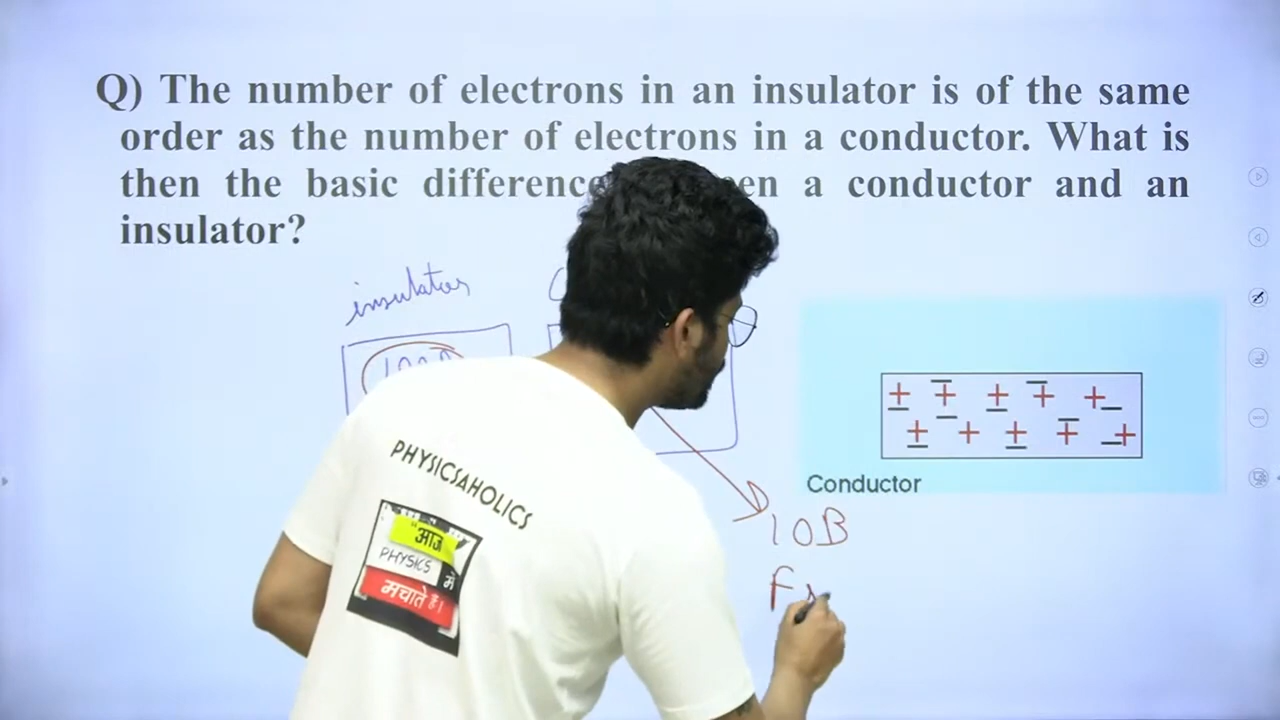 Q) The number of electrons in an insulator is of the same
order as the number of electrons in a conductor. What is
then the basic difference a conductor and an
insulator?
insulator
Conductor
10B
PHYSICSAHOLICS
"आज
PHYSICS में
मचाते हैं।